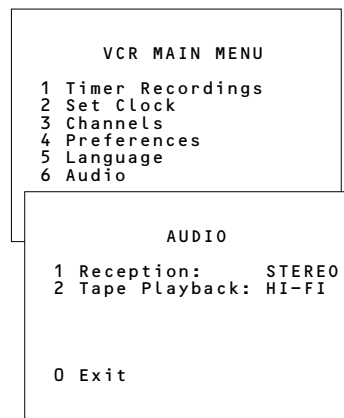 VCR MAIN MENU
1 Timer Recordings
2 Set Clock
3 Channels
4 Preferences
5 Language
6 Audio
AUDIO
1 Reception: STEREO
2 Tape Playback: HI-FI
0 Exit